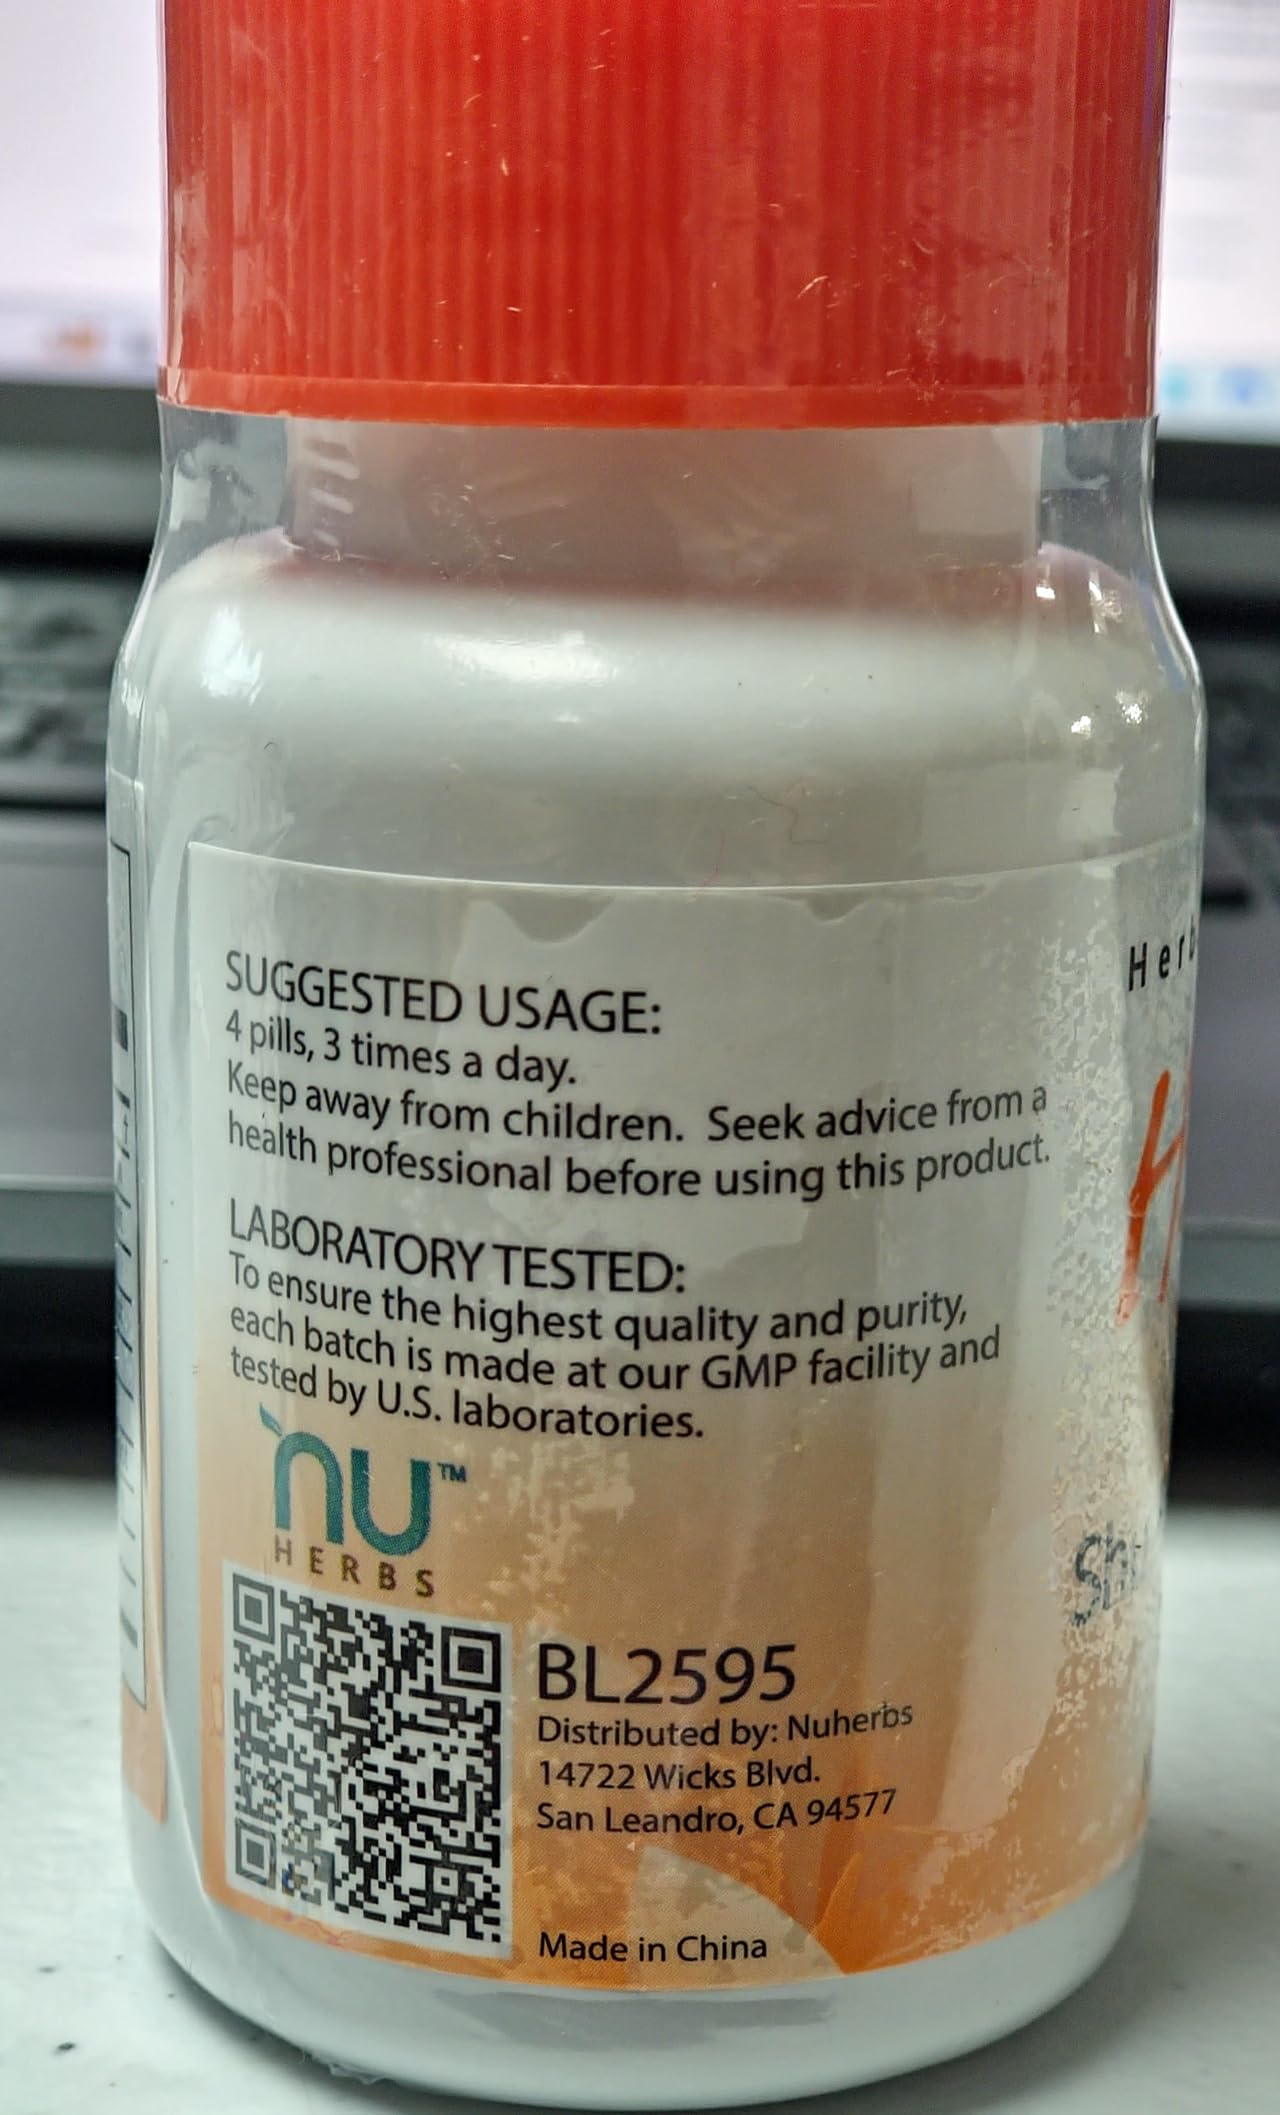 SUGGESTED USAGE:
4 pills, 3 times a day.
Keep away from children. Seek advice from a
health professional before using this product.
LABORATORY TESTED:
To ensure the highest quality and purity,
each batch is made at our GMP facility and
tested by U.S. laboratories.
nu™
HERBS
BL2595
Distributed by: Nuherbs
14722 Wicks Blvd.
San Leandro, CA 94577
Made in China